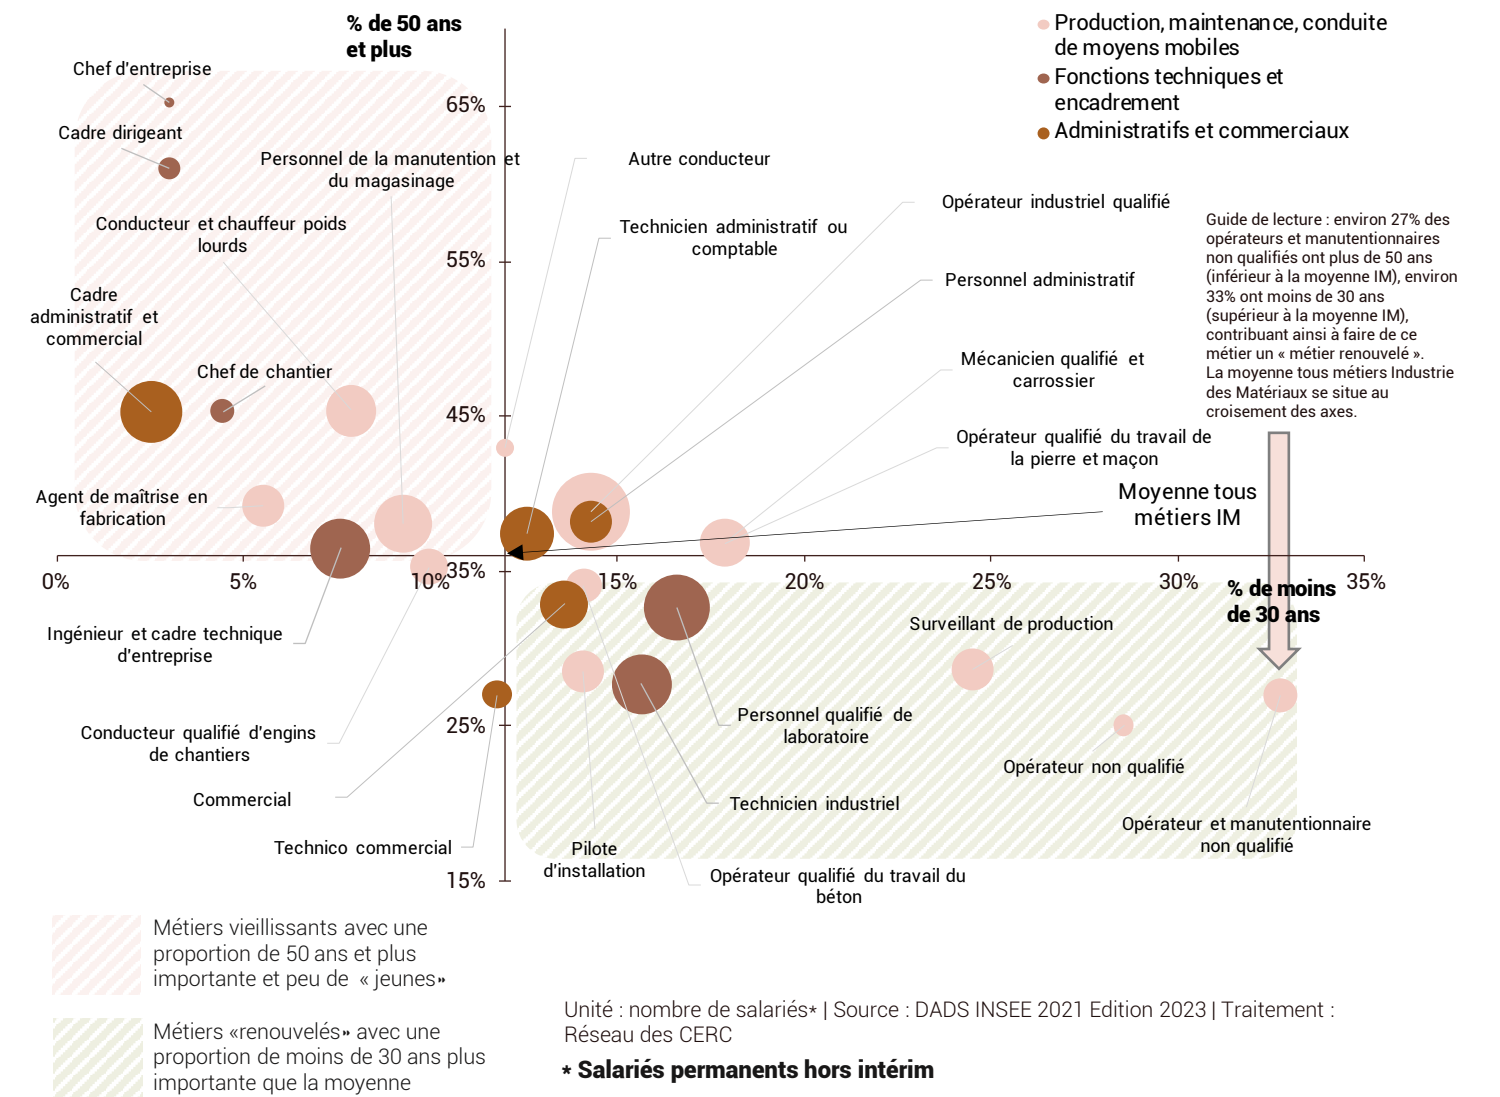 % de 50 ans
et plus
Production, maintenance, conduite
de moyens mobiles
Fonctions techniques et
encadrement
Administratifs et commerciaux
Chef d'entreprise
65%
Cadre dirigeant
Personnel de la manutention et
du magasinage
Autre conducteur
Opérateur industriel qualifié
Conducteur et chauffeur poids
lourds
Technicien administratif ou
comptable
Guide de lecture : environ 27% des
opérateurs et manutentionnaires
non qualifiés ont plus de 50 ans
(inférieur à la moyenne IM), environ
33% ont moins de 30 ans
(supérieur à la moyenne IM),
contribuant ainsi à faire de ce
métier un « métier renouvelé ».
La moyenne tous métiers Industrie
des Matériaux se situe au
croisement des axes.
55%
Personnel administratif
Cadre
administratif et
commercial
Chef de chantier
Mécanicien qualifié et
carrossier
45%
Opérateur qualifié du travail de
la pierre et maçon
Agent de maîtrise en
fabrication
Moyenne tous
métiers IM
0%
5%
10%
35%
15%
20%
25%
30%
35%
% de moins
de 30 ans
Ingénieur et cadre technique
d'entreprise
Surveillant de production
Personnel qualifié de
laboratoire
25%
Conducteur qualifié d'engins
de chantiers
Opérateur non qualifié
Commercial
Technicien industriel
Opérateur et manutentionnaire
non qualifié
Technico commercial
Pilote
d'installation
15%
Opérateur qualifié du travail du
béton
Métiers vieillissants avec une
proportion de 50 ans et plus
importante et peu de « jeunes»
Métiers «renouvelés» avec une
proportion de moins de 30 ans plus
importante que la moyenne
Unité : nombre de salariés* | Source : DADS INSEE 2021 Edition 2023 | Traitement :
Réseau des CERC
* Salariés permanents hors intérim